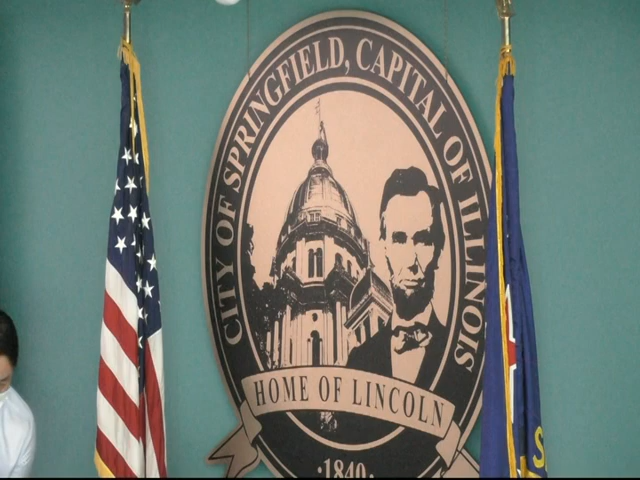 CITY OF SPRINGFIELD, CAPITAL OF ILLINOIS
HOME OF LINCOLN
·1840·